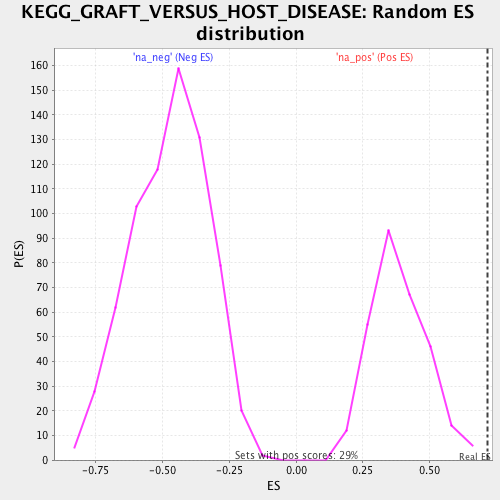 KEGG_GRAFT_VERSUS_HOST_DISEASE: Random ES
distribution
'na_neg' (Neg ES)
'na_pos' (Pos ES)
160
150
140
130
120
110
100
90
80
70
60
50
40
30
20
10
0
P(ES)
Sets with pos scores: 29%
Real ES
-0.75
-0.50
-0.25
0.00
0.25
0.50
ES